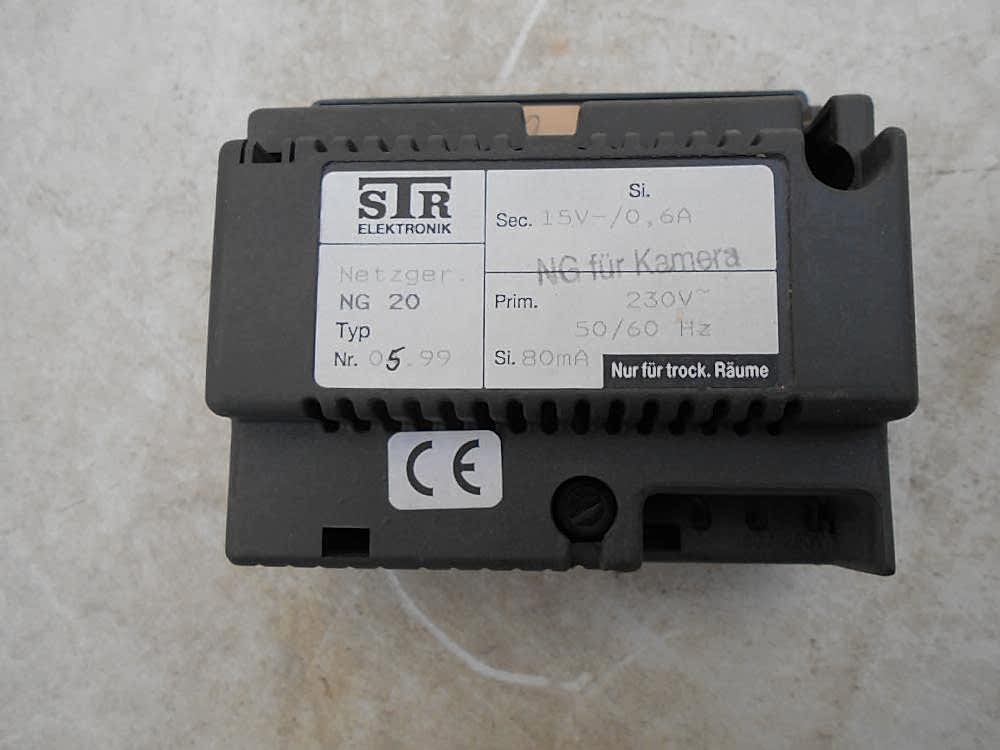 STR
ELEKTRONIK
Netzger.
NG 20
Typ
Nr. 05.99
Si.
Sec. 15V-/0,6A
NG für Kamera
Prim. 230V~
50/60 Hz
Si. 80mA
Nur für trock. Räume
CE